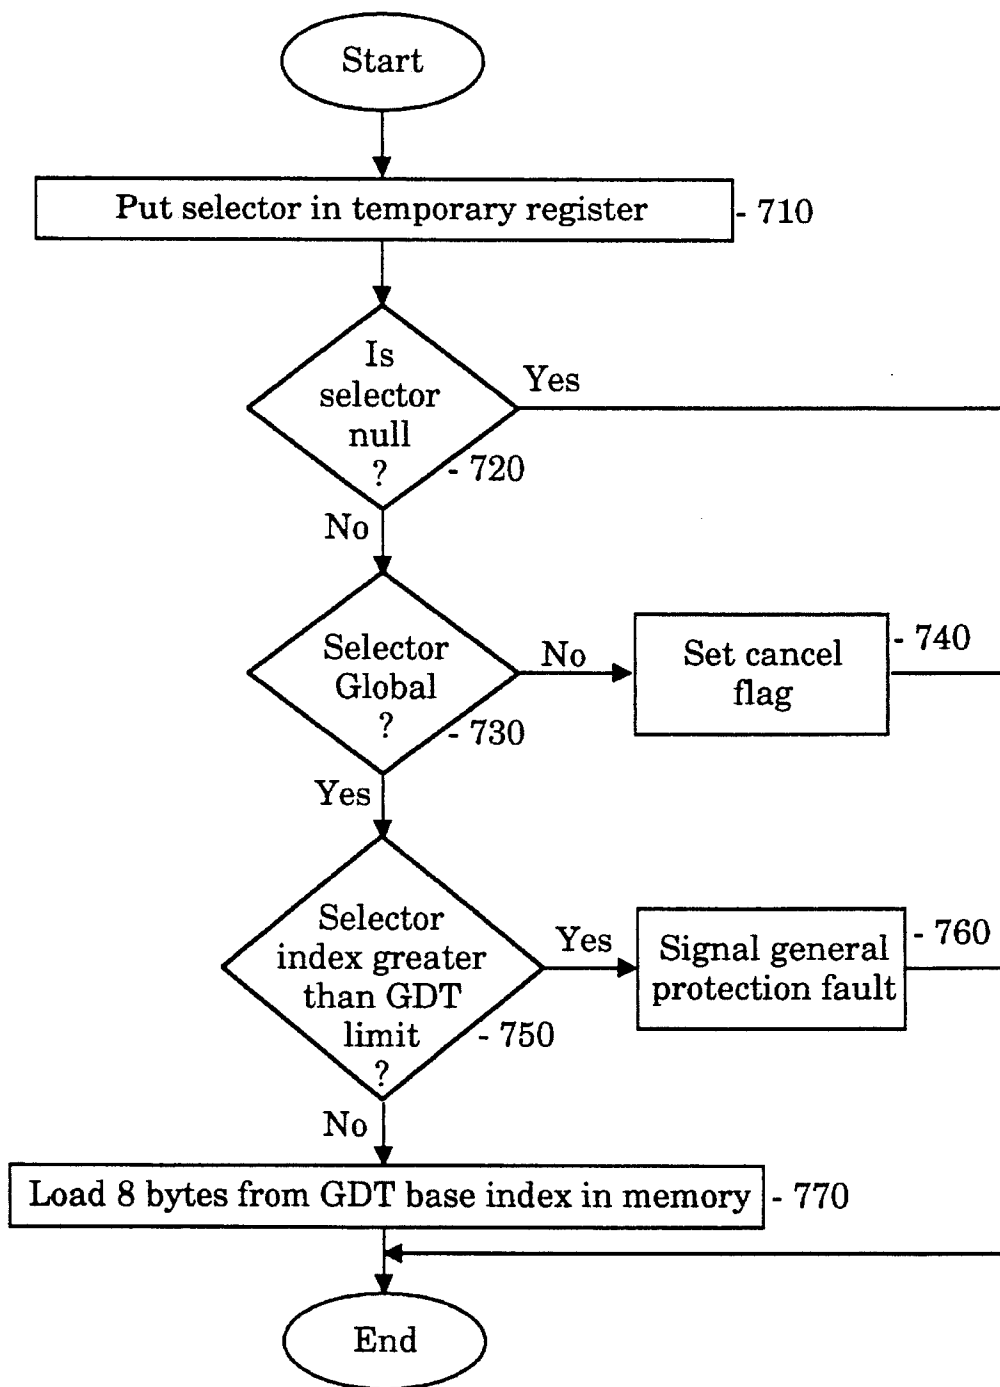 Start
Put selector in temporary register
- 710
Is
selector
null
?
Yes
- 720
No
Selector
Global
?
No
- 730
Set cancel
flag
- 740
Yes
Selector
index greater
than GDT
limit
?
Yes
- 750
Signal general
protection fault
- 760
No
Load 8 bytes from GDT base index in memory
- 770
End